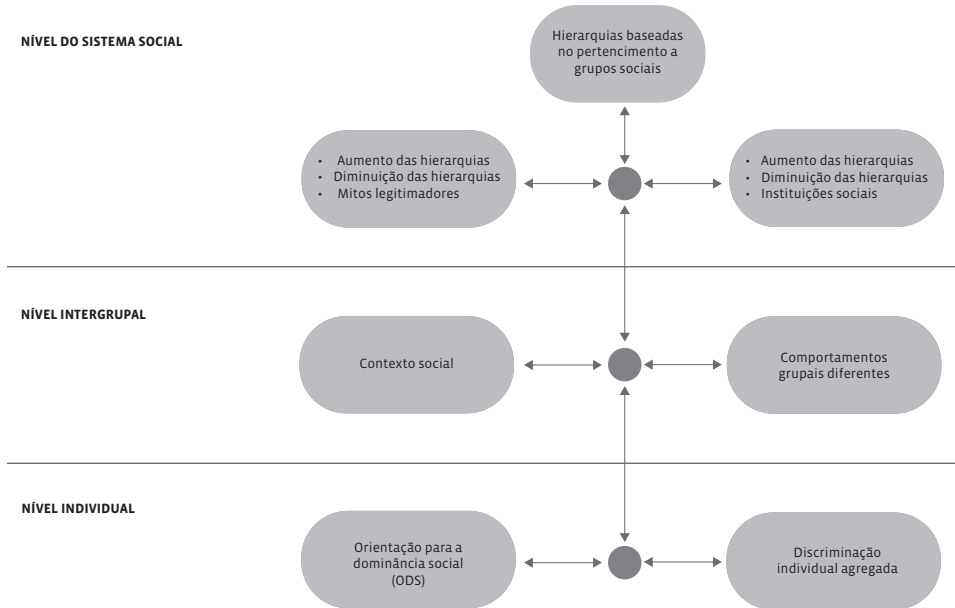 NÍVEL DO SISTEMA SOCIAL
Hierarquias baseadas
no pertencimento a
grupos sociais
• Aumento das hierarquias
• Diminuição das hierarquias
• Mitos legitimadores
• Aumento das hierarquias
• Diminuição das hierarquias
• Instituições sociais
NÍVEL INTERGRUPAL
Contexto social
Comportamentos
grupais diferentes
NÍVEL INDIVIDUAL
Orientação para a
dominância social
(ODS)
Discriminação
individual agregada